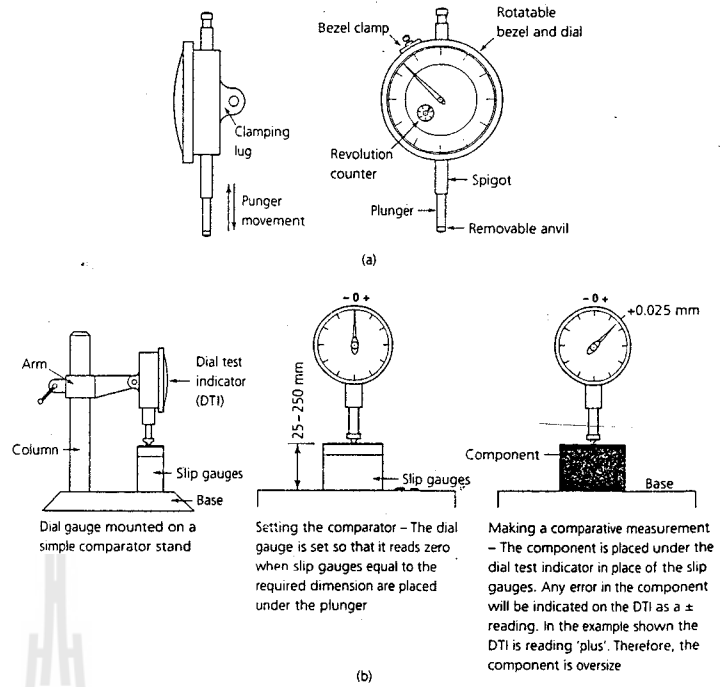 Bezel clamp
Rotatable
bezel and dial
Clamping
lug
Revolution
counter
Spigot
Punger
movement
Plunger
Removable anvil
(a)
- 0 +
- 0 +
+0.025 mm
Arm
Dial test
indicator
(DTI)
25–250 mm
Column
Slip gauges
Base
Slip gauges
Component
Base
Dial gauge mounted on a
simple comparator stand
Setting the comparator – The dial
gauge is set so that it reads zero
when slip gauges equal to the
required dimension are placed
under the plunger
Making a comparative measurement
– The component is placed under the
dial test indicator in place of the slip
gauges. Any error in the component
will be indicated on the DTI as a ±
reading. In the example shown the
DTI is reading 'plus'. Therefore, the
component is oversize
(b)